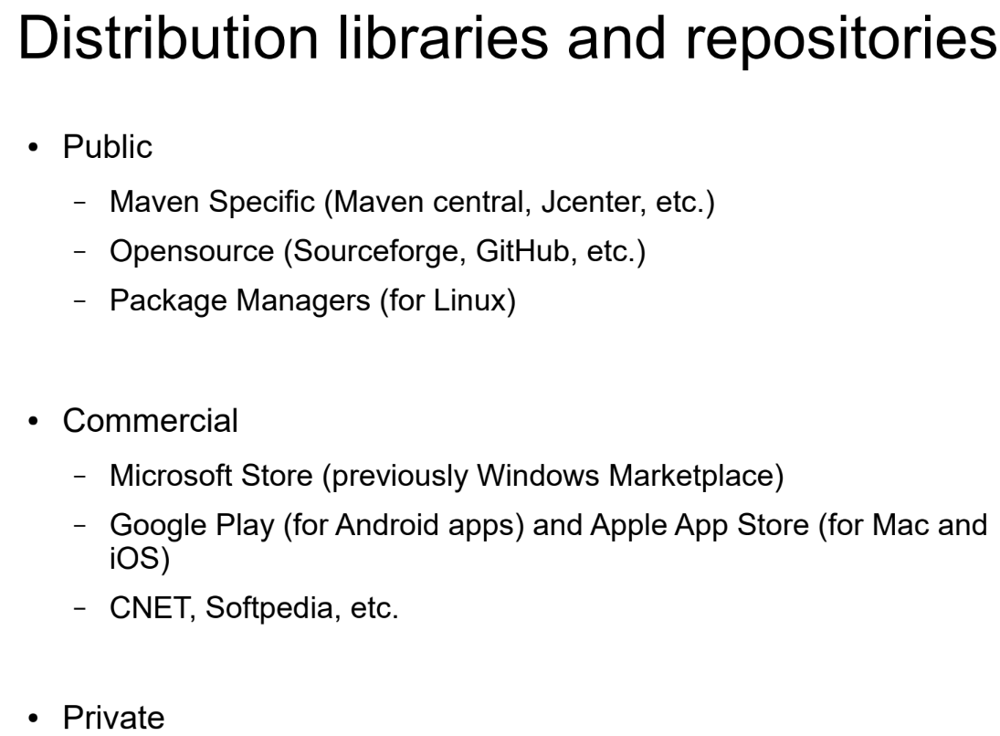 Distribution libraries and repositories
• Public
– Maven Specific (Maven central, Jcenter, etc.)
– Opensource (Sourceforge, GitHub, etc.)
– Package Managers (for Linux)
• Commercial
– Microsoft Store (previously Windows Marketplace)
– Google Play (for Android apps) and Apple App Store (for Mac and
iOS)
– CNET, Softpedia, etc.
• Private